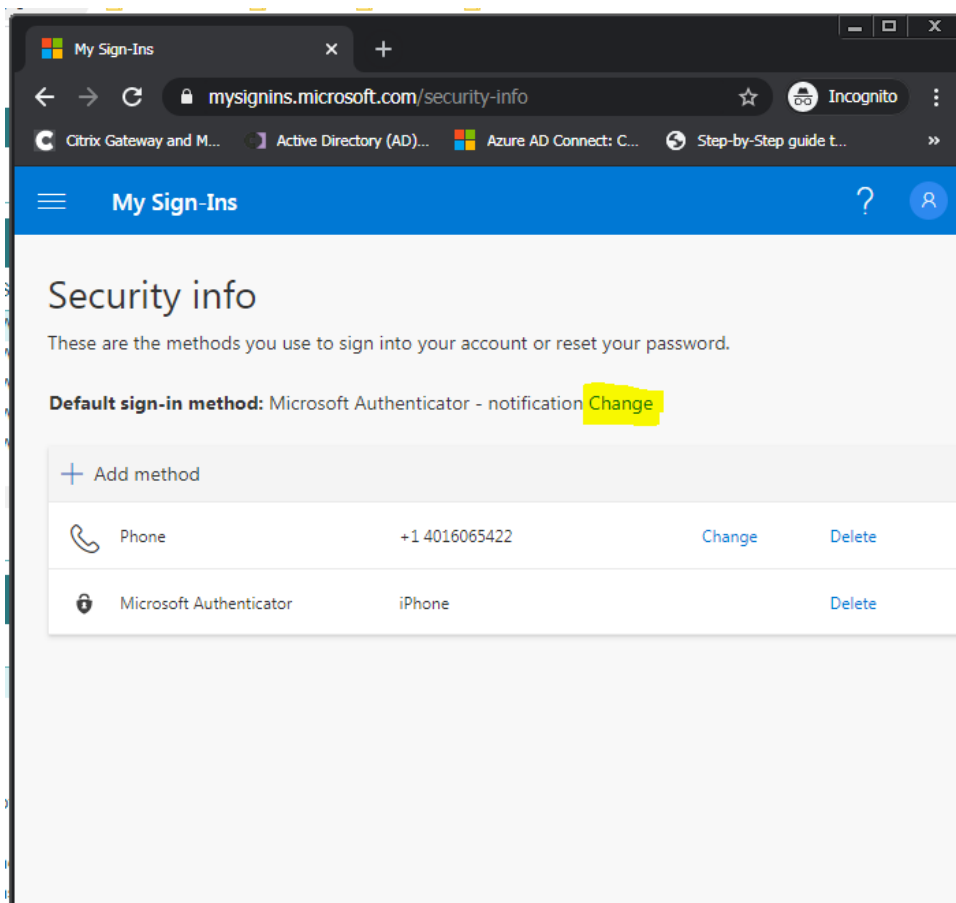 My Sign-Ins
mysignins.microsoft.com/security-info
Incognito
Citrix Gateway and M... Active Directory (AD)... Azure AD Connect: C... Step-by-Step guide t... »
My Sign-Ins ?
Security info
These are the methods you use to sign into your account or reset your password.
Default sign-in method: Microsoft Authenticator - notification Change
+ Add method
Phone +1 4016065422 Change Delete
Microsoft Authenticator iPhone Delete